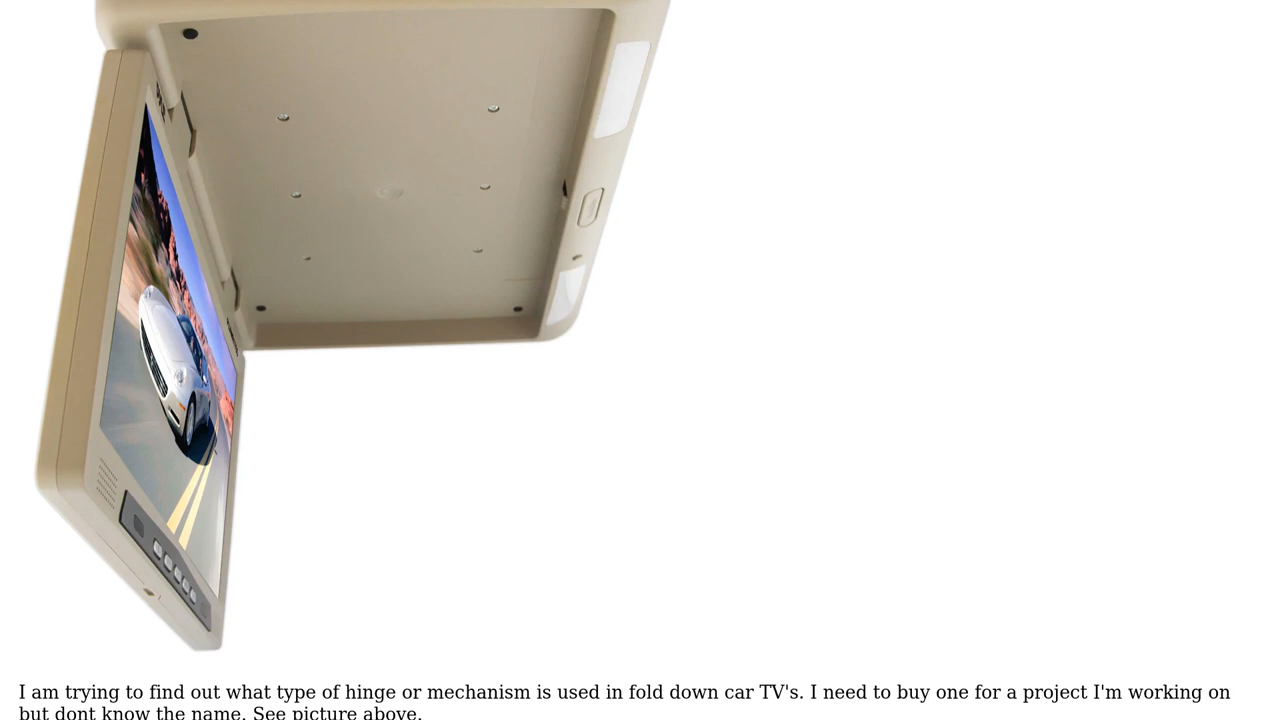 I am trying to find out what type of hinge or mechanism is used in fold down car TV's. I need to buy one for a project I'm working on
but dont know the name. See picture above.